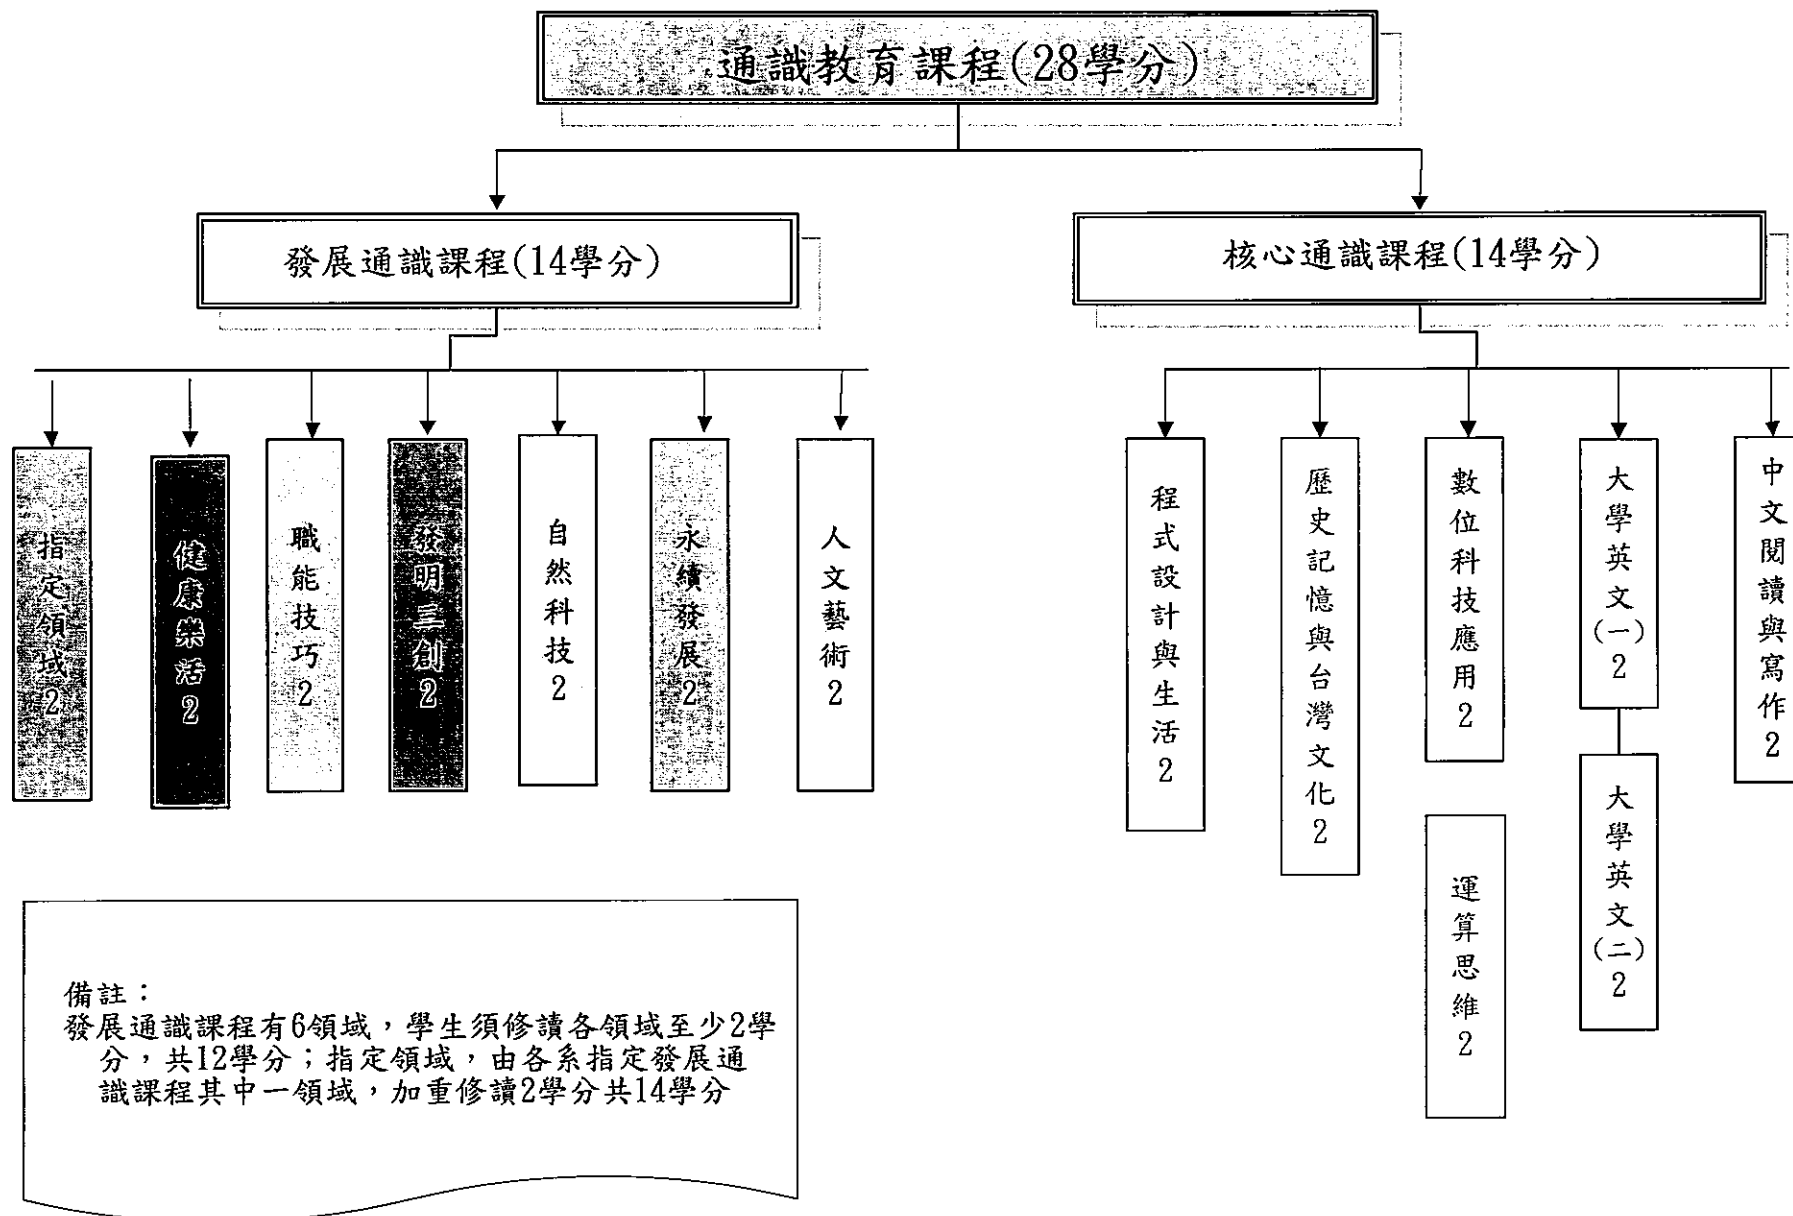 通識教育課程(28學分)
發展通識課程(14學分)
核心通識課程(14學分)
指定領域2
健康樂活2
職能技巧2
發明三創2
自然科技2
永續發展2
人文藝術2
程式設計與生活2
歷史記憶與台灣文化2
數位科技應用2
大學英文(一)2
中文閱讀與寫作2
運算思維2
大學英文(二)2
備註：
發展通識課程有6領域，學生須修讀各領域至少2學
分，共12學分；指定領域，由各系指定發展通
識課程其中一領域，加重修讀2學分共14學分